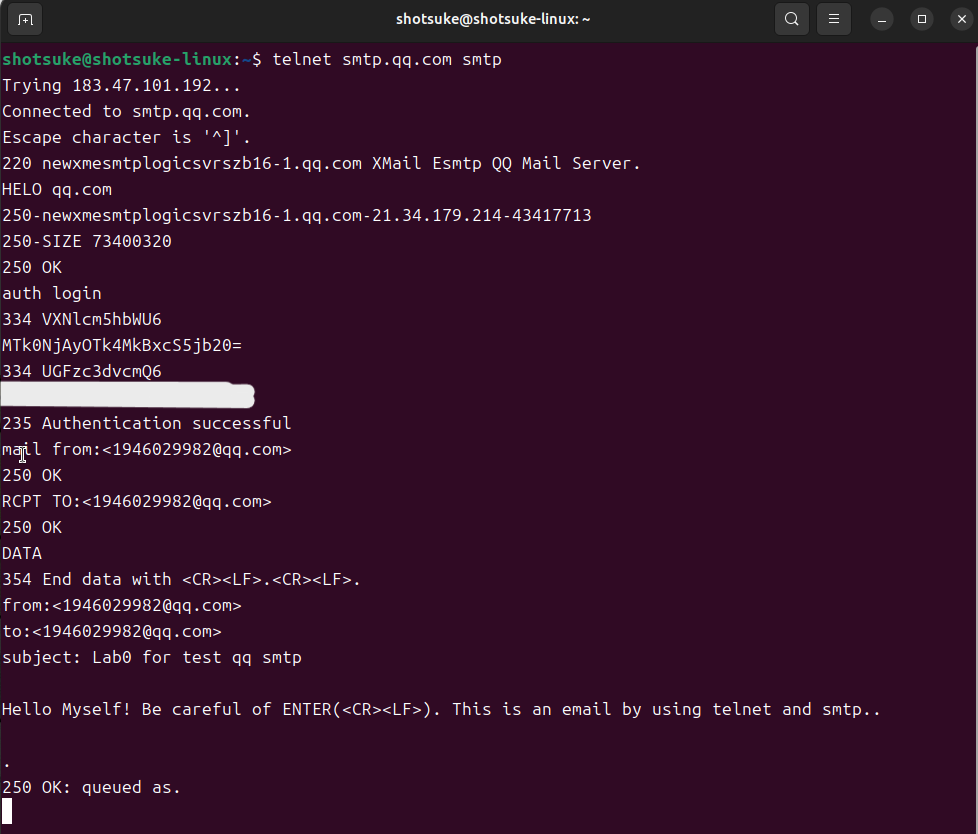 shotsuke@shotsuke-linux: ~
shotsuke@shotsuke-linux:~$ telnet smtp.qq.com smtp
Trying 183.47.101.192...
Connected to smtp.qq.com.
Escape character is '^]'.
220 newxmesmtplogicsvrszb16-1.qq.com XMail Esmtp QQ Mail Server.
HELO qq.com
250-newxmesmtplogicsvrszb16-1.qq.com-21.34.179.214-43417713
250-SIZE 73400320
250 OK
auth login
334 VXNlcm5hbWU6
MTk0NjAyOTk4MkBxcS5jb20=
334 UGFzc3dvcmQ6
235 Authentication successful
mail from:<1946029982@qq.com>
250 OK
RCPT TO:<1946029982@qq.com>
250 OK
DATA
354 End data with <CR><LF>.<CR><LF>.
from:<1946029982@qq.com>
to:<1946029982@qq.com>
subject: Lab0 for test qq smtp
Hello Myself! Be careful of ENTER(<CR><LF>). This is an email by using telnet and smtp..
.
250 OK: queued as.